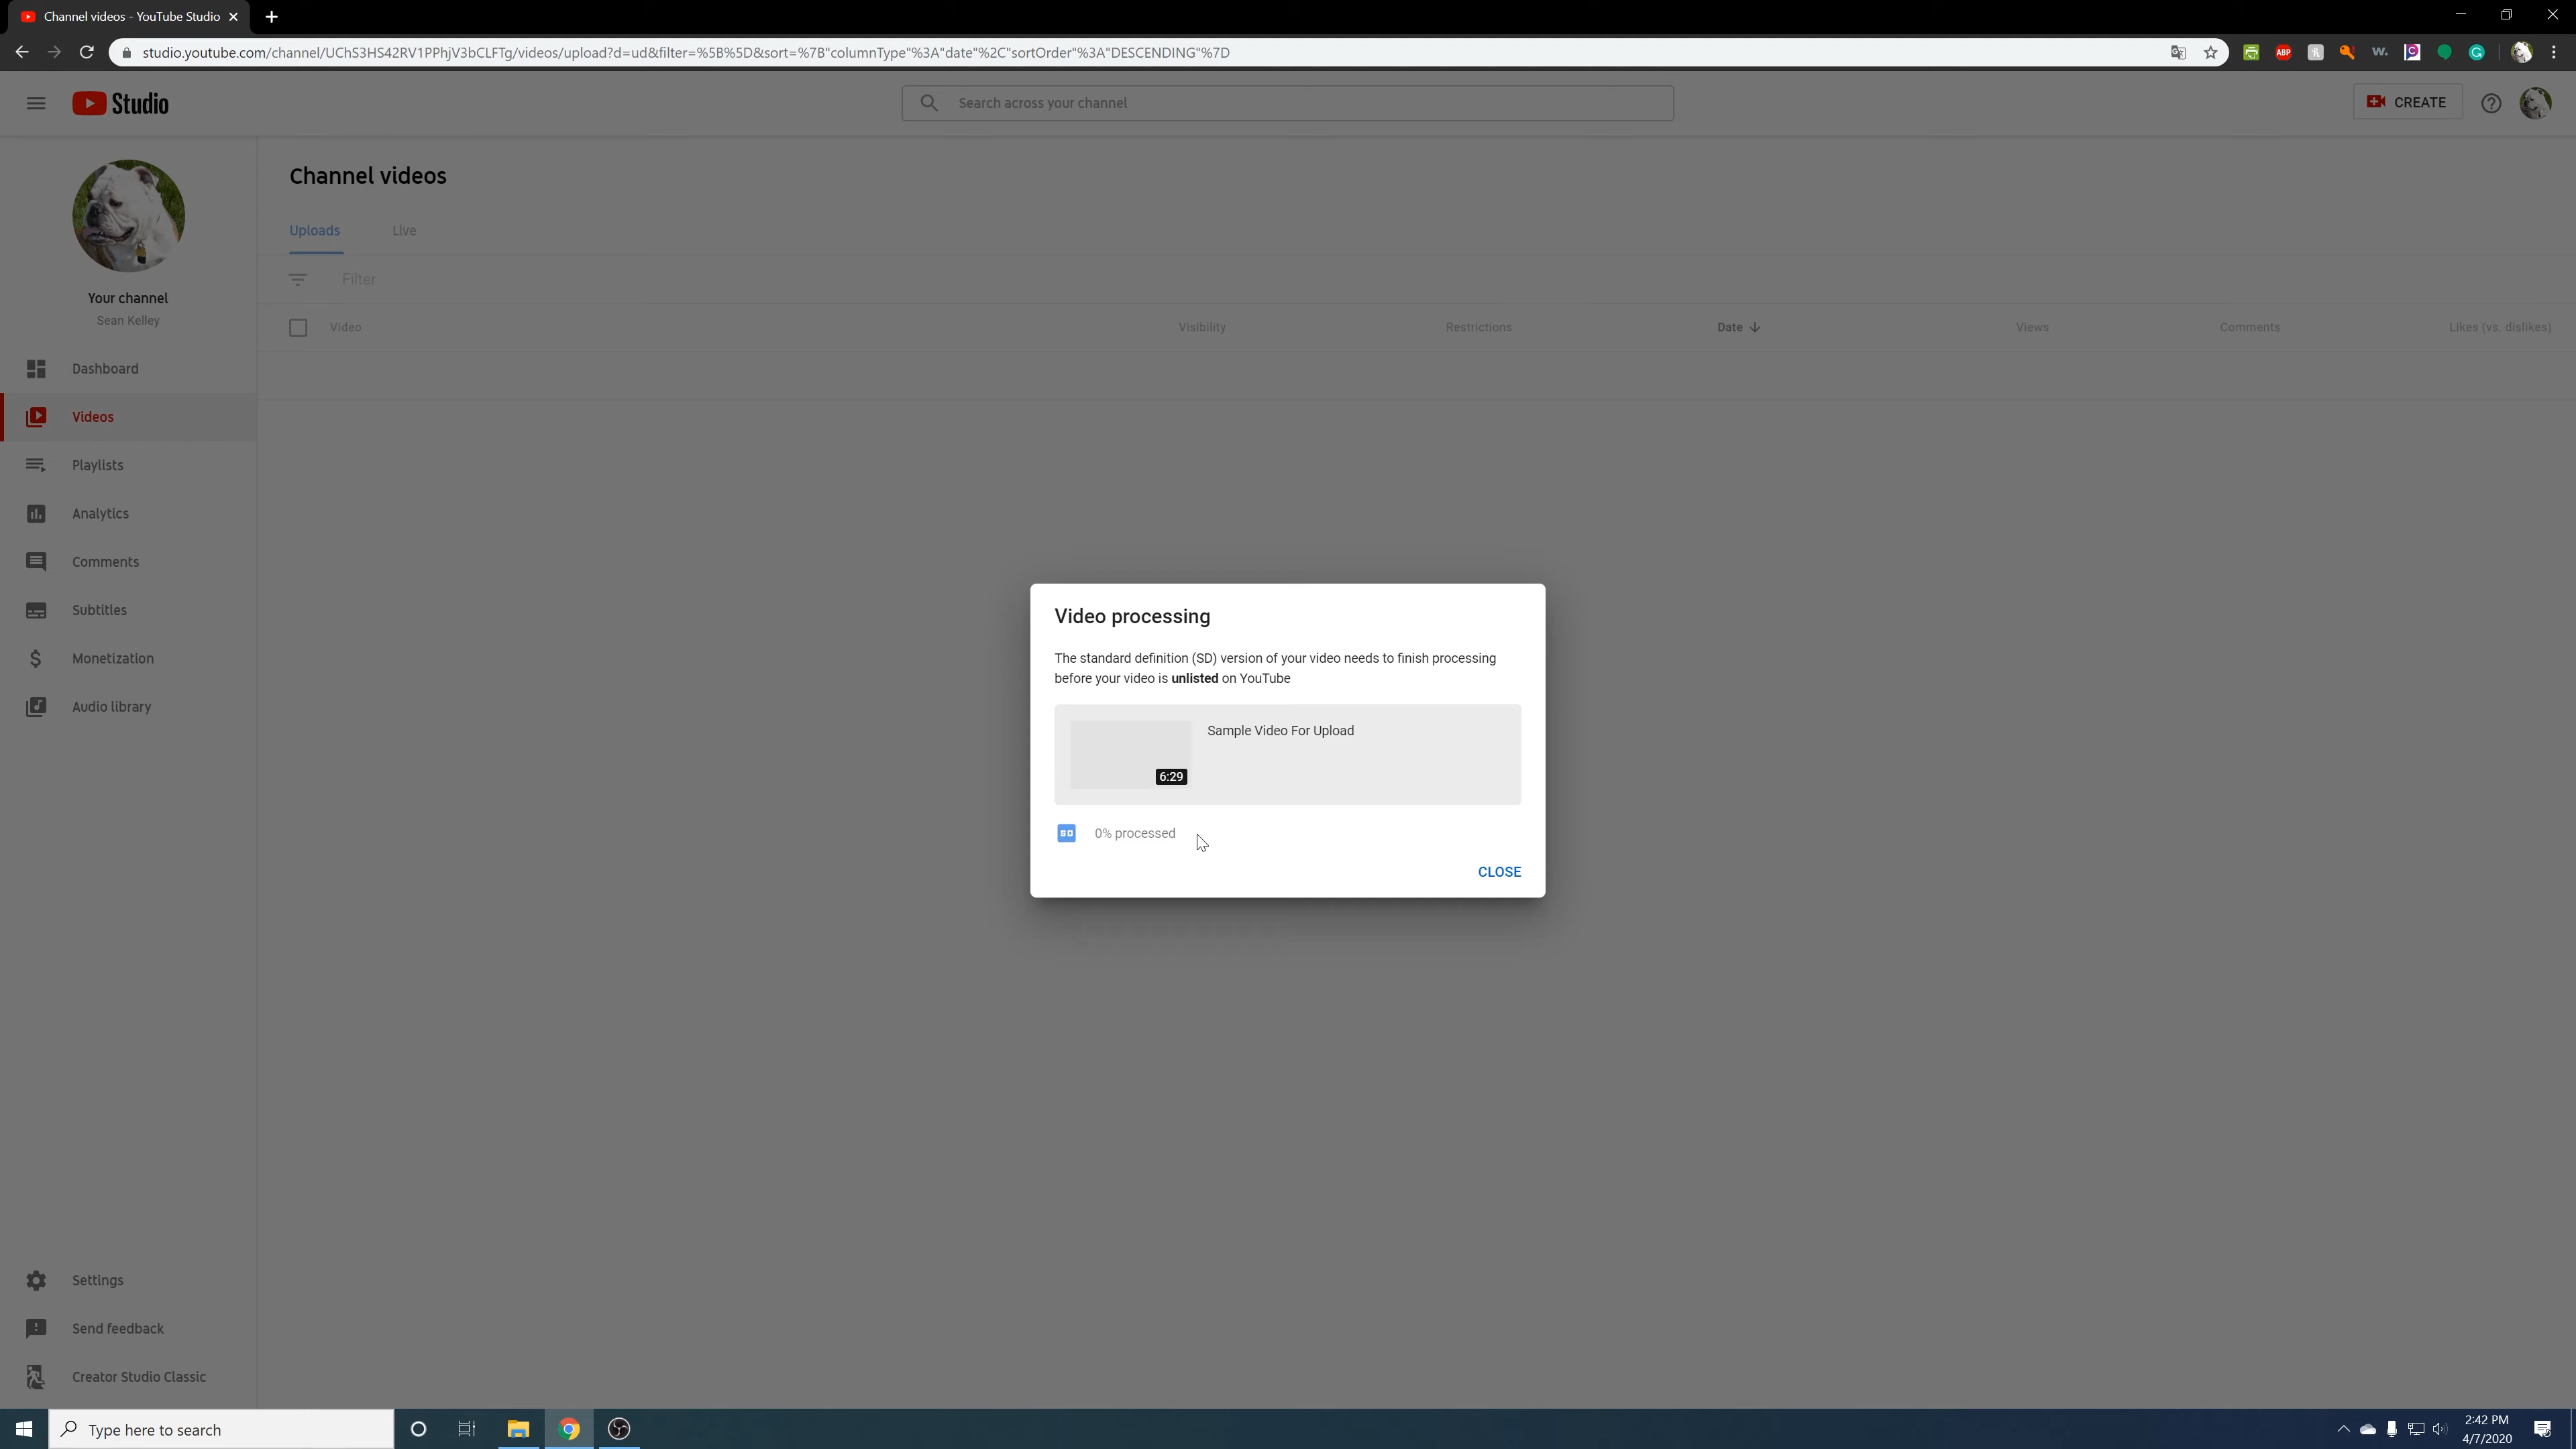 Channel videos - YouTube Studio
studio.youtube.com/channel/UChS3HS42RV1PPhjV3bCLFTg/videos/upload?d=ud&filter=%5B%5D&sort=%7B"columnType"%3A"date"%2C"sortOrder"%3A"DESCENDING"%7D
ABP
w.
Studio
Search across your channel
CREATE
Channel videos
Uploads Live
Filter
Video Visibility Restrictions Date Views Comments Likes (vs. dislikes)
Your channel
Sean Kelley
Dashboard
Videos
Playlists
Analytics
Comments
Subtitles
Monetization
Audio library
Video processing
The standard definition (SD) version of your video needs to finish processing
before your video is unlisted on YouTube
Sample Video For Upload
6:29
SD 0% processed
CLOSE
Settings
Send feedback
Creator Studio Classic
Type here to search
2:42 PM
4/7/2020